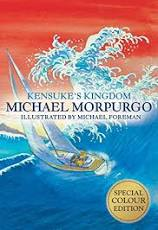 KENSUKE'S KINGDOM
MICHAEL MORPURGO
ILLUSTRATED BY MICHAEL FOREMAN
SPECIAL
COLOUR
EDITION